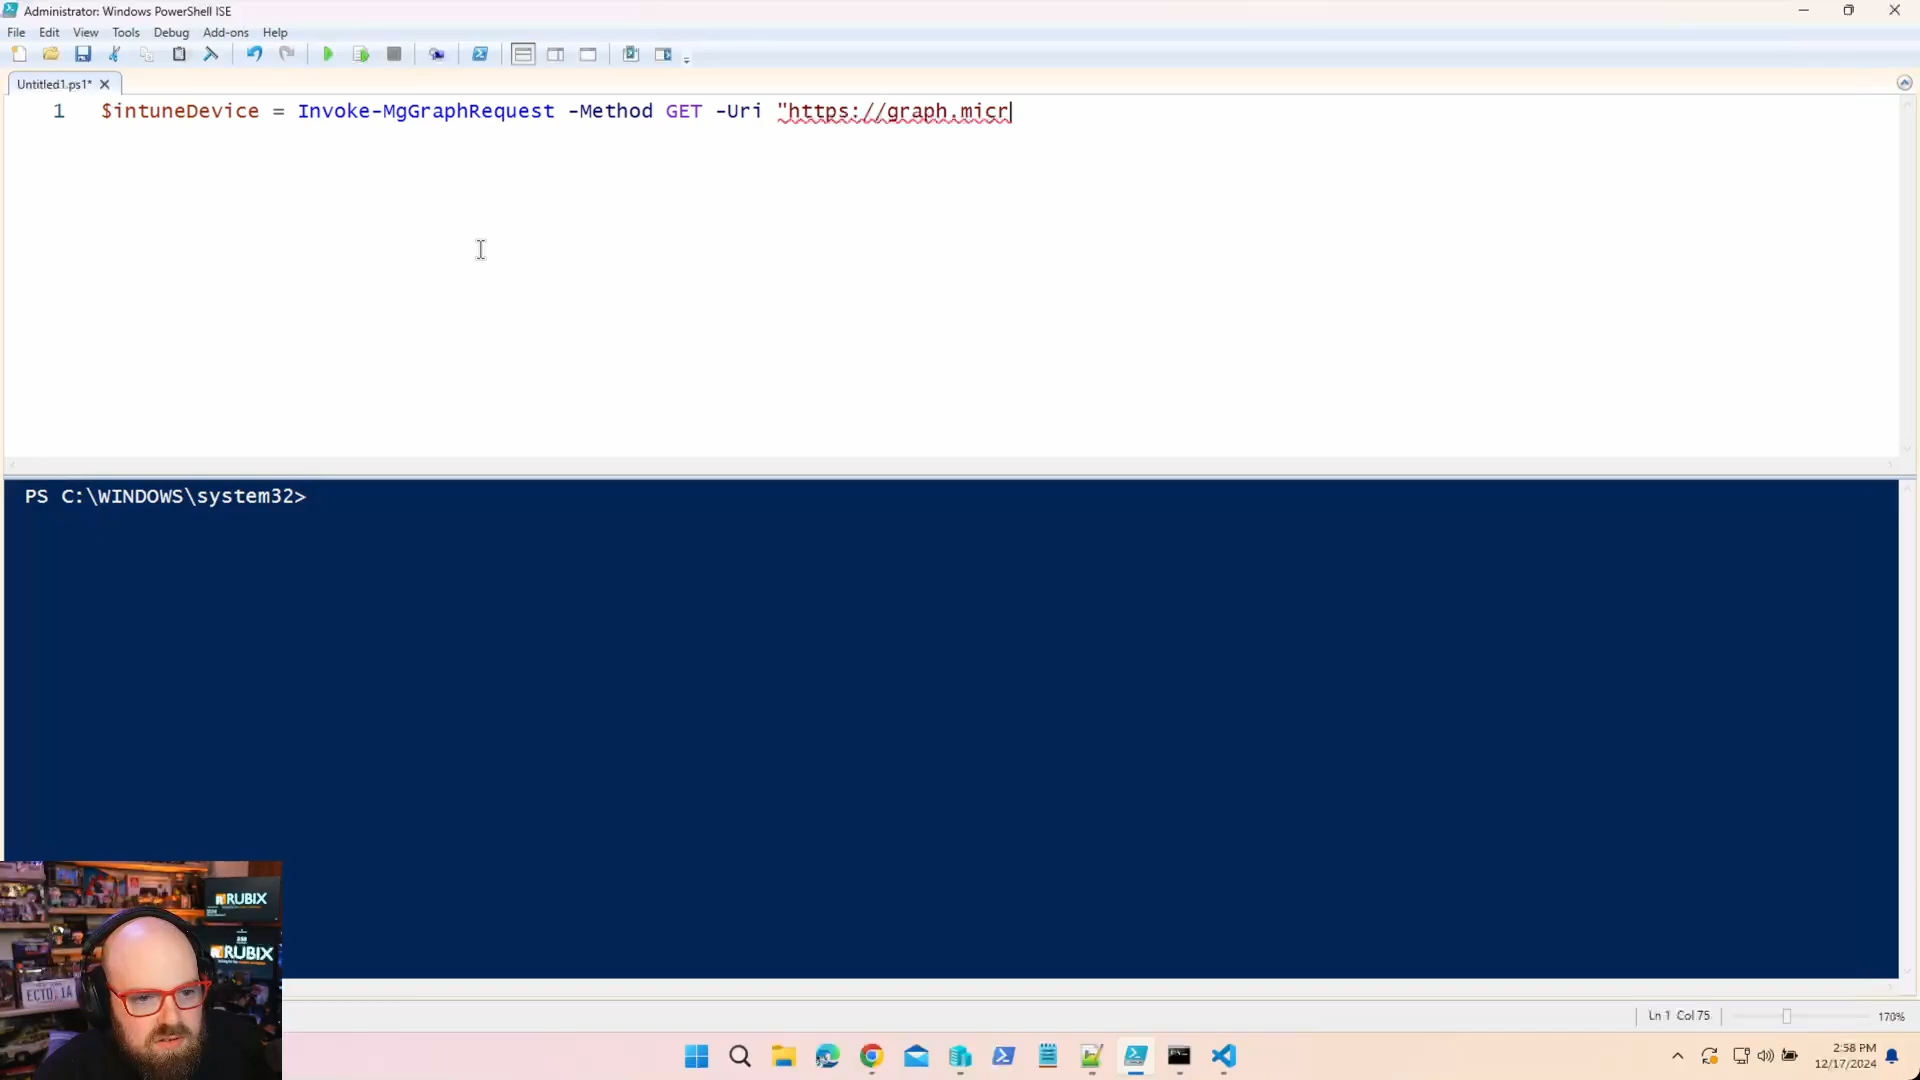 Administrator: Windows PowerShell ISE
File Edit View Tools Debug Add-ons Help
Untitled1.ps1*
1 $intuneDevice = Invoke-MgGraphRequest -Method GET -Uri "https://graph.micr
PS C:\WINDOWS\system32>
RUBIX
RUBIX
ECTO, 1A
Ln 1 Col 75
170%
2:58 PM
12/17/2024